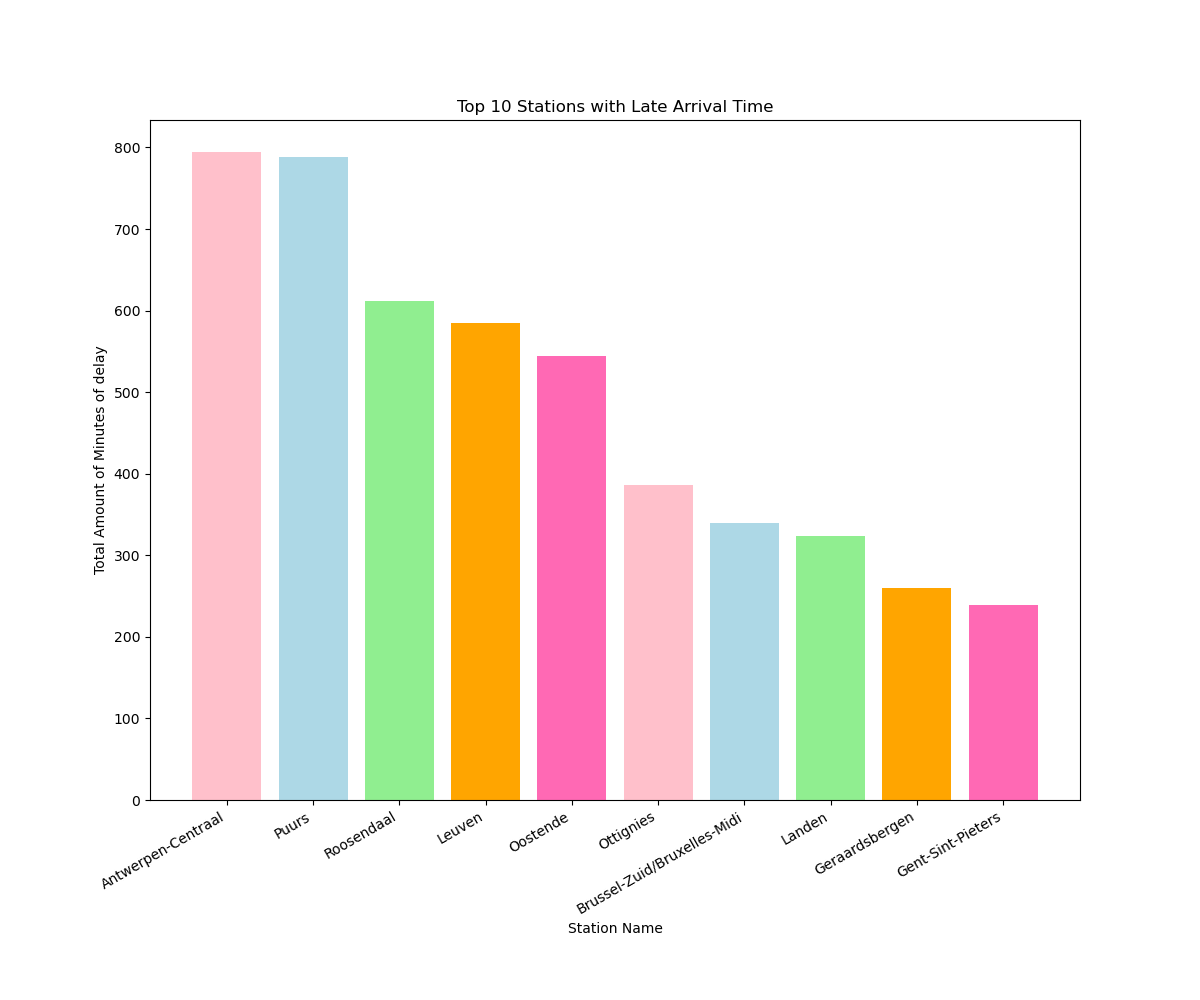 Top 10 Stations with Late Arrival Time
Total Amount of Minutes of delay
800
700
600
500
400
300
200
100
0
Antwerpen-Centraal
Puurs
Roosendaal
Leuven
Oostende
Ottignies
Brussel-Zuid/Bruxelles-Midi
Landen
Geraardsbergen
Gent-Sint-Pieters
Station Name